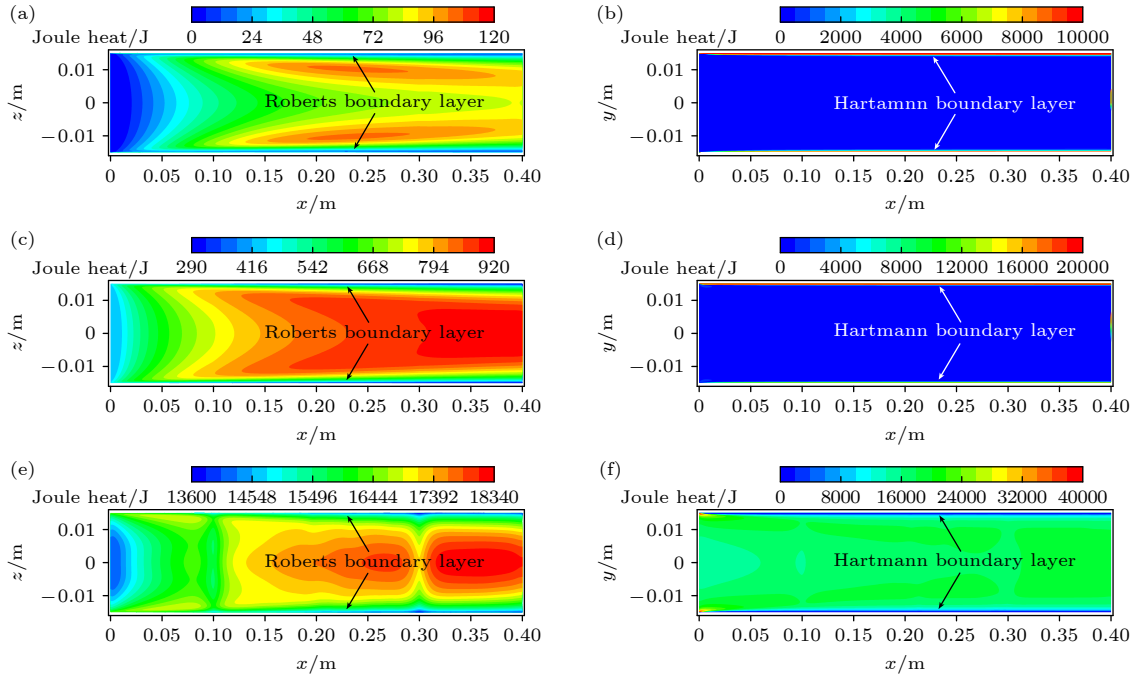 (a)
Joule heat/J 0 24 48 72 96 120
z/m
0.01
0
−0.01
Roberts boundary layer
0 0.05 0.10 0.15 0.20 0.25 0.30 0.35 0.40
x/m
(b)
Joule heat/J 0 2000 4000 6000 8000 10000
y/m
0.01
0
−0.01
Hartamnn boundary layer
0 0.05 0.10 0.15 0.20 0.25 0.30 0.35 0.40
x/m
(c)
Joule heat/J 290 416 542 668 794 920
z/m
0.01
0
−0.01
Roberts boundary layer
0 0.05 0.10 0.15 0.20 0.25 0.30 0.35 0.40
x/m
(d)
Joule heat/J 0 4000 8000 12000 16000 20000
y/m
0.01
0
−0.01
Hartmann boundary layer
0 0.05 0.10 0.15 0.20 0.25 0.30 0.35 0.40
x/m
(e)
Joule heat/J 13600 14548 15496 16444 17392 18340
z/m
0.01
0
−0.01
Roberts boundary layer
0 0.05 0.10 0.15 0.20 0.25 0.30 0.35 0.40
x/m
(f)
Joule heat/J 0 8000 16000 24000 32000 40000
y/m
0.01
0
−0.01
Hartmann boundary layer
0 0.05 0.10 0.15 0.20 0.25 0.30 0.35 0.40
x/m